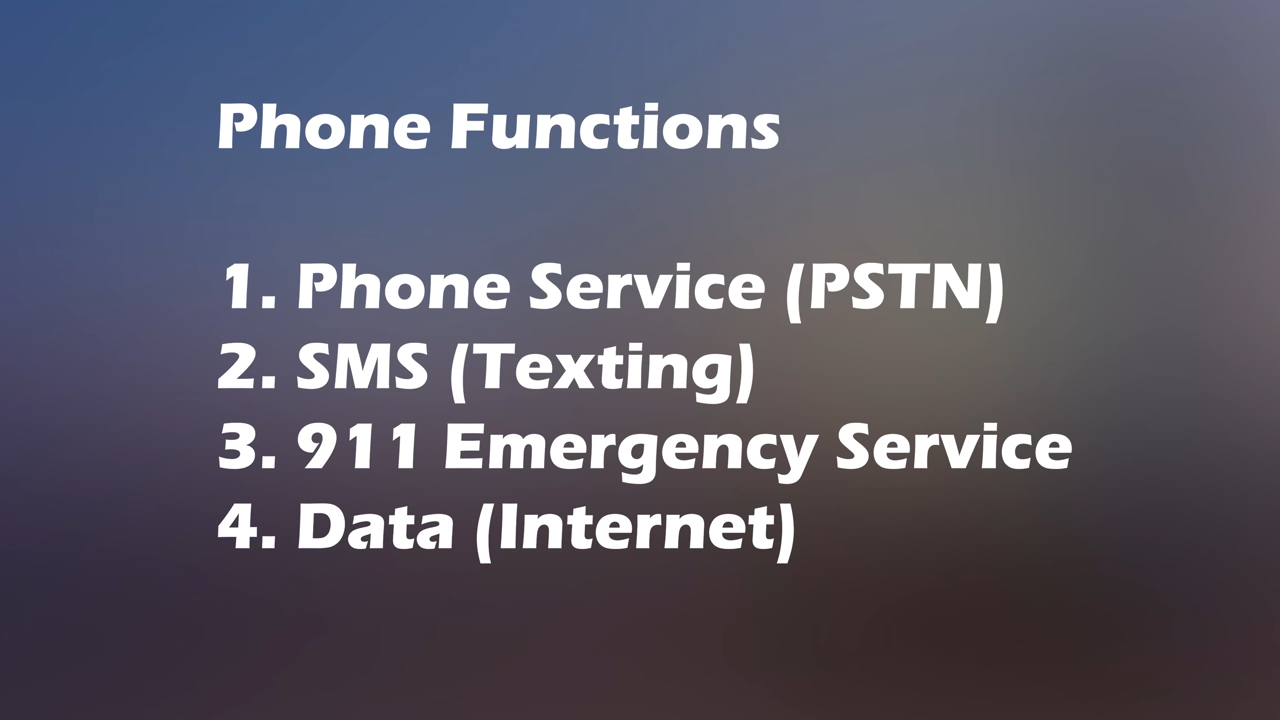 Phone Functions
1. Phone Service (PSTN)
2. SMS (Texting)
3. 911 Emergency Service
4. Data (Internet)